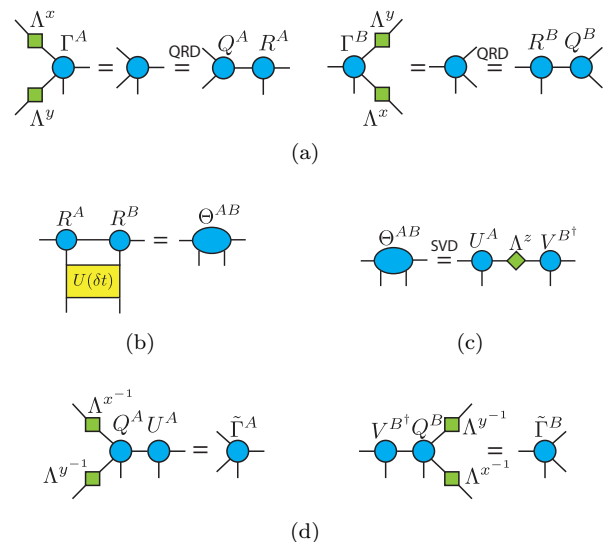 Λ^x Γ^A = = QRD Q^A R^A Γ^B Λ^y = = QRD R^B Q^B
Λ^y Λ^x
(a)
R^A R^B = Θ^AB
U(δt)
Θ^AB = SVD U^A Λ^z V^B†
(b) (c)
Λ^x^-1 Q^A U^A = Γ̃^A V^B† Q^B Λ^y^-1 = Γ̃^B
Λ^y^-1 Λ^x^-1
(d)